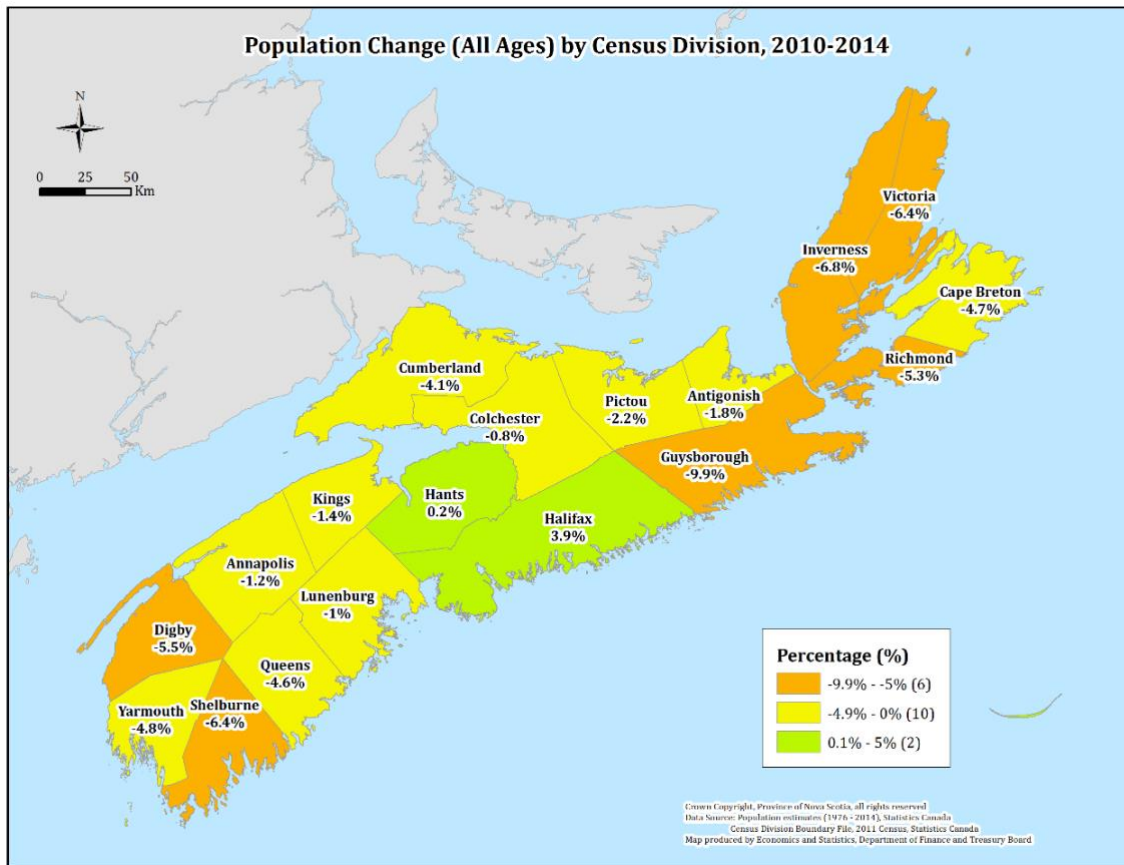 Population Change (All Ages) by Census Division, 2010-2014
N
0 25 50
Km
Victoria
-6.4%
Inverness
-6.8%
Cape Breton
-4.7%
Richmond
-5.3%
Cumberland
-4.1%
Pictou
-2.2%
Antigonish
-1.8%
Colchester
-0.8%
Guysborough
-9.9%
Kings
-1.4%
Hants
0.2%
Halifax
3.9%
Annapolis
-1.2%
Lunenburg
-1%
Digby
-5.5%
Queens
-4.6%
Yarmouth
-4.8%
Shelburne
-6.4%
Percentage (%)
-9.9% - -5% (6)
-4.9% - 0% (10)
0.1% - 5% (2)
Crown Copyright, Province of Nova Scotia, all rights reserved
Data Source: Population estimates (1976 - 2014), Statistics Canada
Census Division Boundary File, 2011 Census, Statistics Canada
Map produced by Economics and Statistics, Department of Finance and Treasury Board